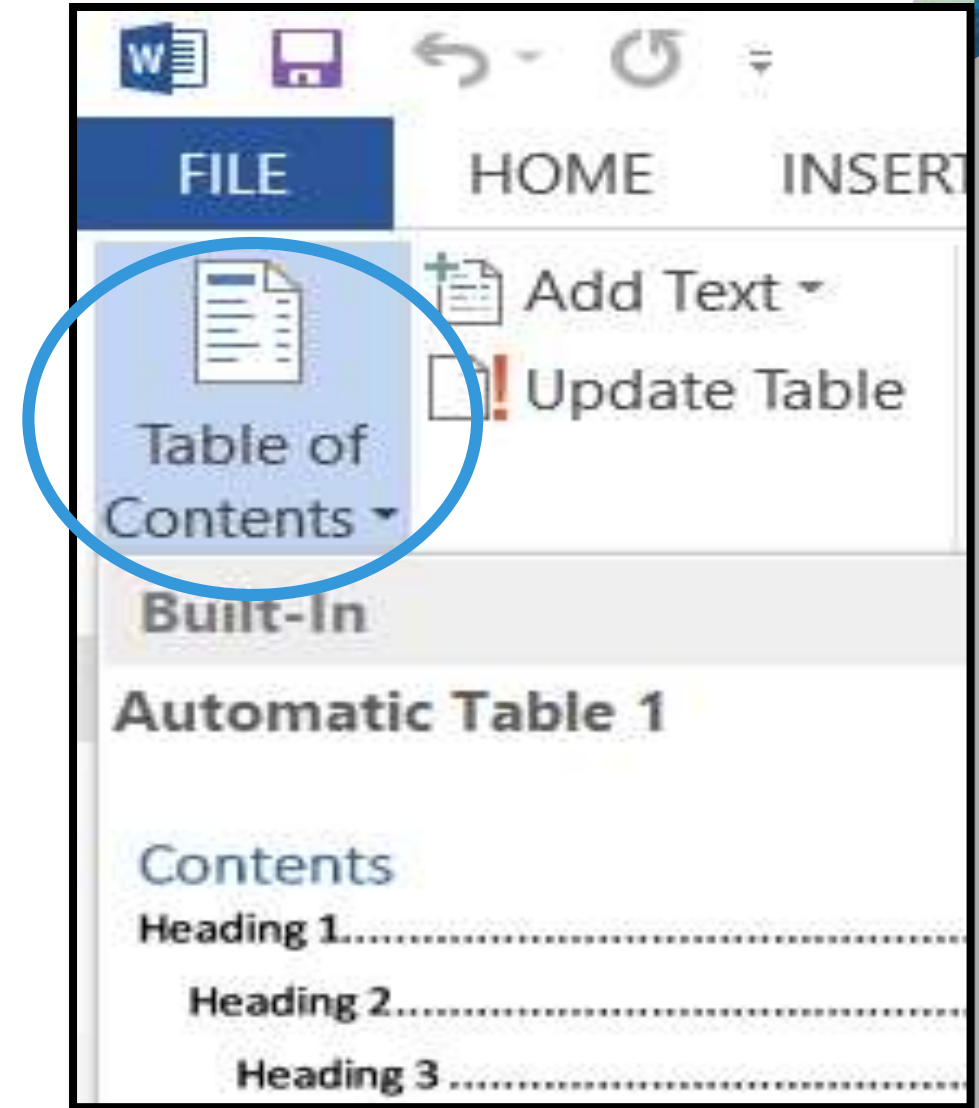 W
FILE HOME INSERT
Add Text
Update Table
Table of
Contents
Built-In
Automatic Table 1
Contents
Heading 1
Heading 2
Heading 3